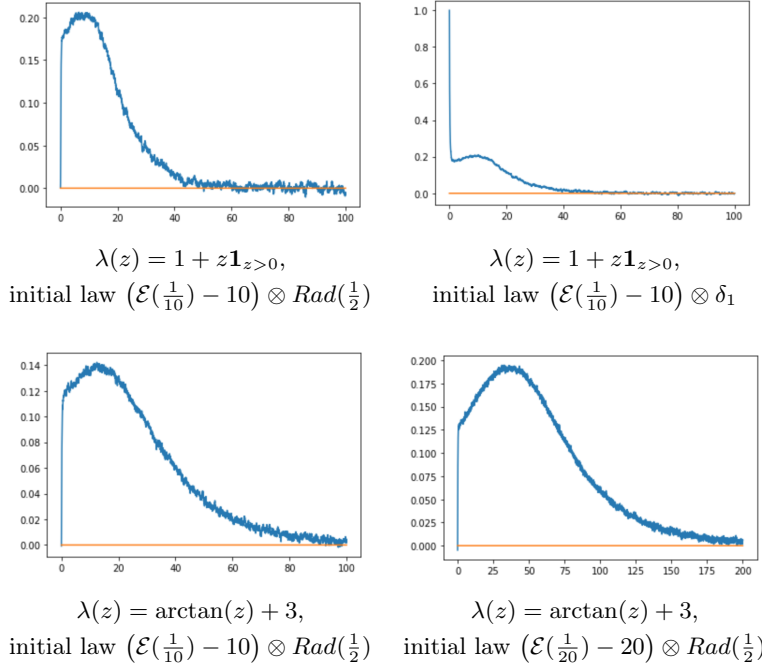 0.20
0.15
0.10
0.05
0.00
0 20 40 60 80 100
λ(z) = 1 + z𝟏_{z>0},
initial law (ℰ(1/10) − 10) ⊗ Rad(1/2)
1.0
0.8
0.6
0.4
0.2
0.0
0 20 40 60 80 100
λ(z) = 1 + z𝟏_{z>0},
initial law (ℰ(1/10) − 10) ⊗ δ₁
0.14
0.12
0.10
0.08
0.06
0.04
0.02
0.00
0 20 40 60 80 100
λ(z) = arctan(z) + 3,
initial law (ℰ(1/10) − 10) ⊗ Rad(1/2)
0.200
0.175
0.150
0.125
0.100
0.075
0.050
0.025
0.000
0 25 50 75 100 125 150 175 200
λ(z) = arctan(z) + 3,
initial law (ℰ(1/20) − 20) ⊗ Rad(1/2)